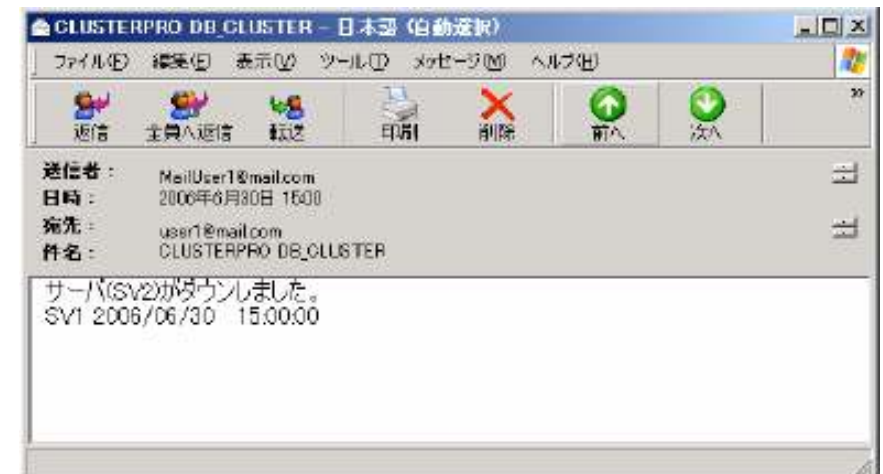 CLUSTERPRO DB_CLUSTER - 日本語 (自動選択)
ファイル(F) 編集(E) 表示(V) ツール(T) メッセージ(M) ヘルプ(H)
返信 全員へ返信 転送 印刷 削除 前へ 次へ
送信者： MailUser1@mail.com
日時： 2006年6月30日 15:00
宛先： user1@mail.com
件名： CLUSTERPRO DB_CLUSTER
サーバ(SV2)がダウンしました。
SV1 2006/06/30 15:00:00